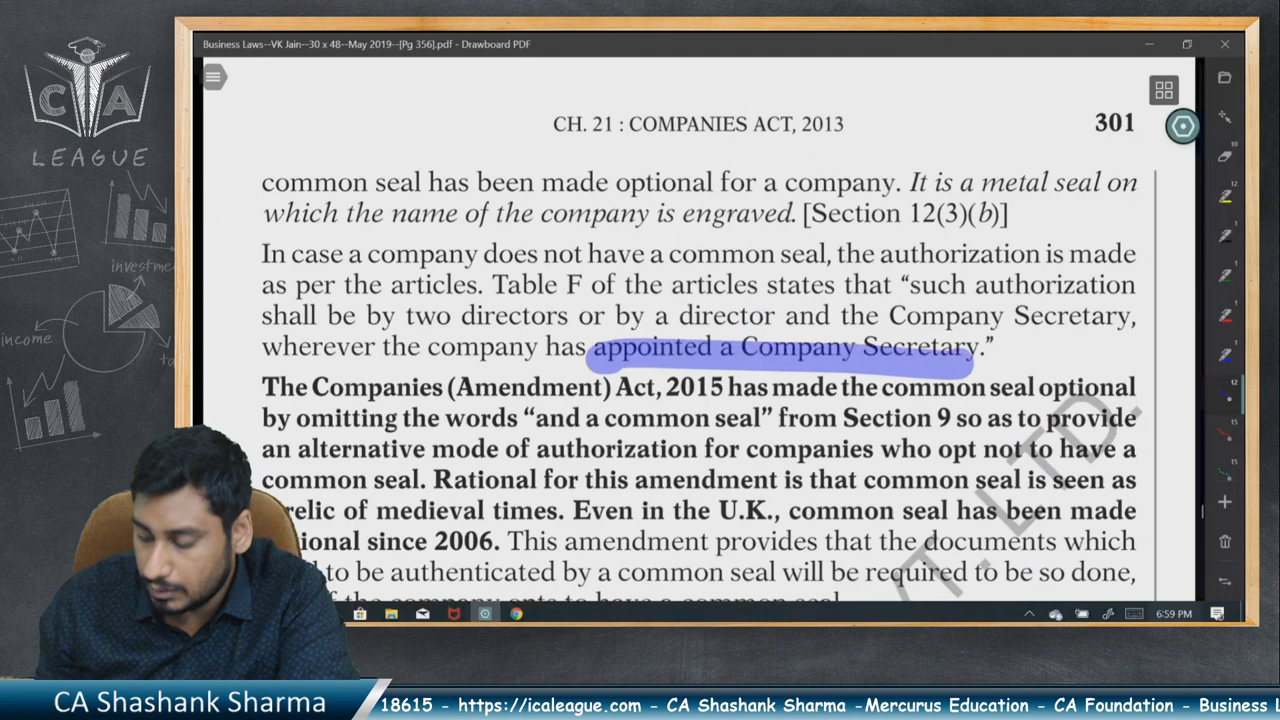 Business Laws--VK Jain--30 x 48--May 2019--[Pg 356].pdf - Drawboard PDF
C A
LEAGUE
investme
income
CH. 21 : COMPANIES ACT, 2013
301
common seal has been made optional for a company. It is a metal seal on
which the name of the company is engraved. [Section 12(3)(b)]
In case a company does not have a common seal, the authorization is made
as per the articles. Table F of the articles states that “such authorization
shall be by two directors or by a director and the Company Secretary,
wherever the company has appointed a Company Secretary.”
The Companies (Amendment) Act, 2015 has made the common seal optional
by omitting the words “and a common seal” from Section 9 so as to provide
an alternative mode of authorization for companies who opt not to have a
common seal. Rational for this amendment is that common seal is seen as
relic of medieval times. Even in the U.K., common seal has been made
ional since 2006. This amendment provides that the documents which
to be authenticated by a common seal will be required to be so done,
VT. LTD.
6:59 PM
CA Shashank Sharma
18615 - https://icaleague.com - CA Shashank Sharma -Mercurus Education - CA Foundation - Business L